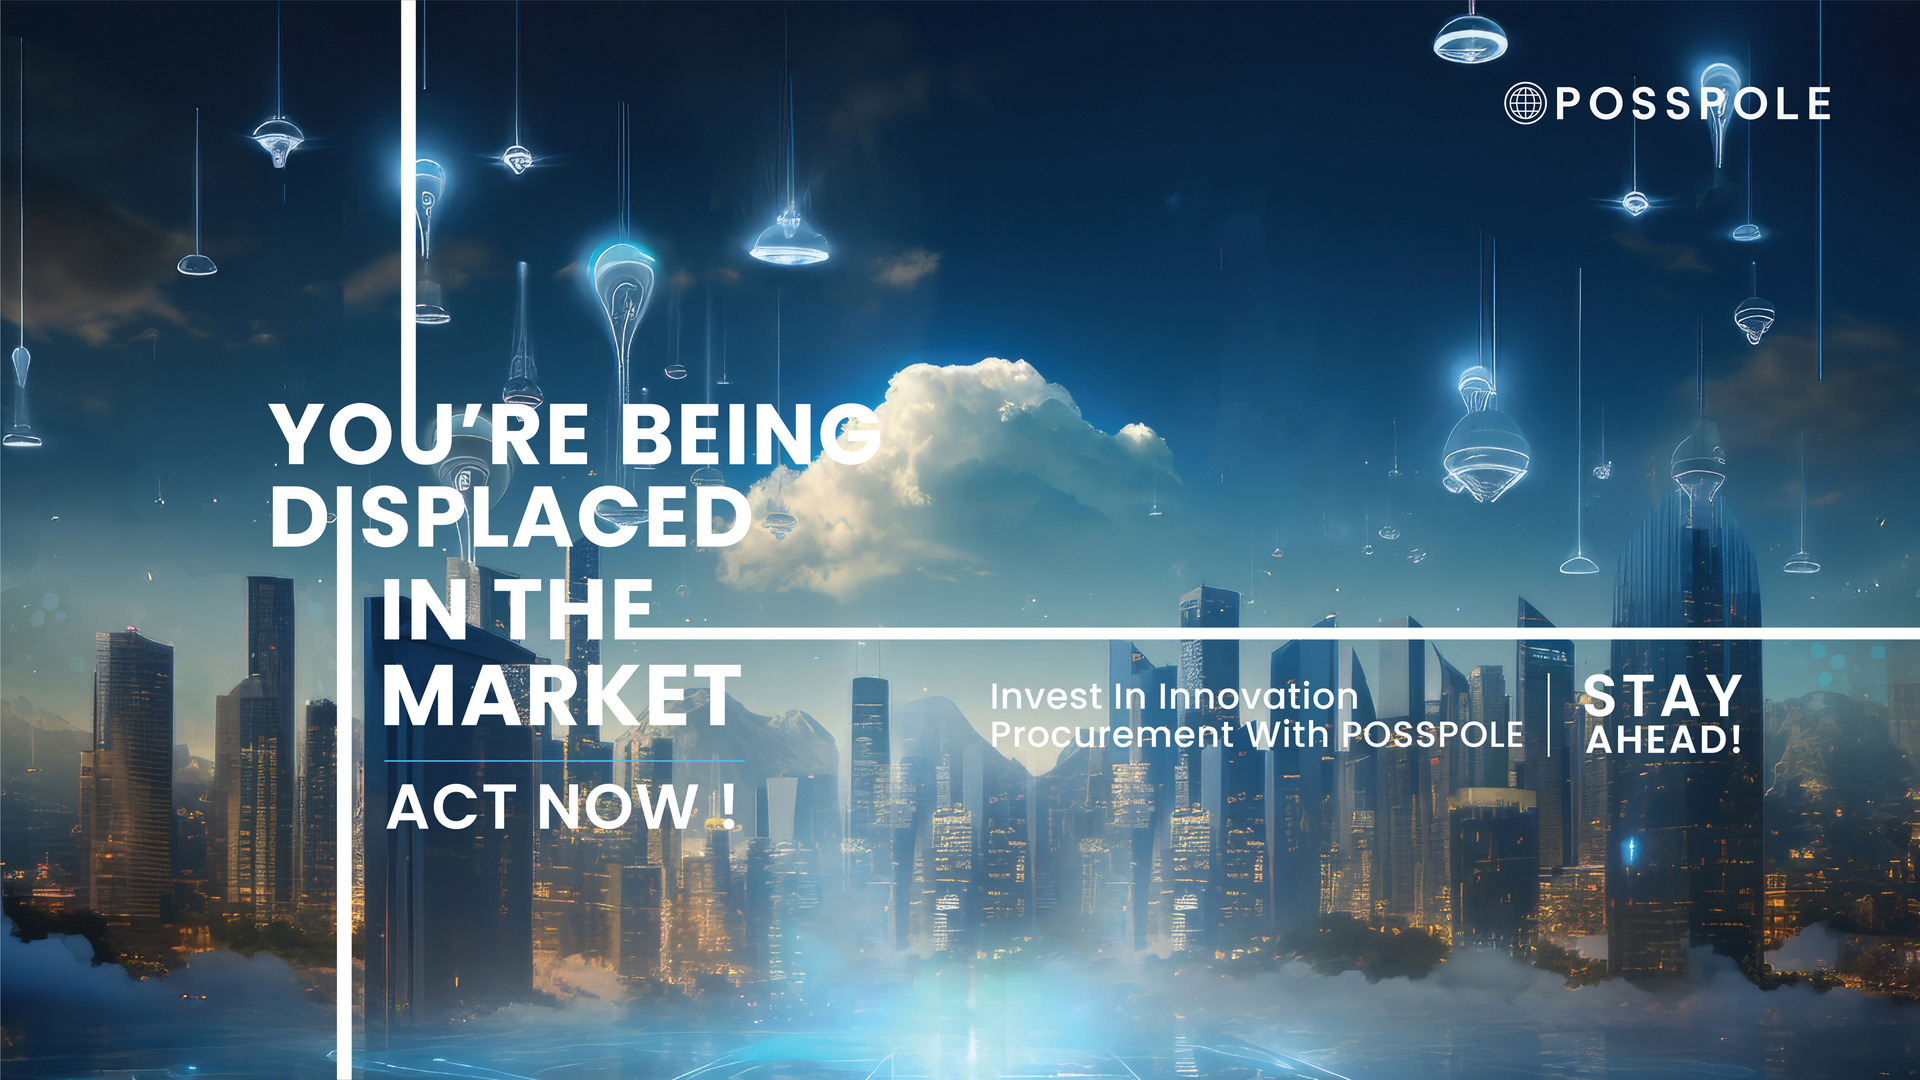 POSSPOLE
YOU’RE BEING
DISPLACED
IN THE
MARKET
ACT NOW !
Invest In Innovation
Procurement With POSSPOLE
STAY
AHEAD!